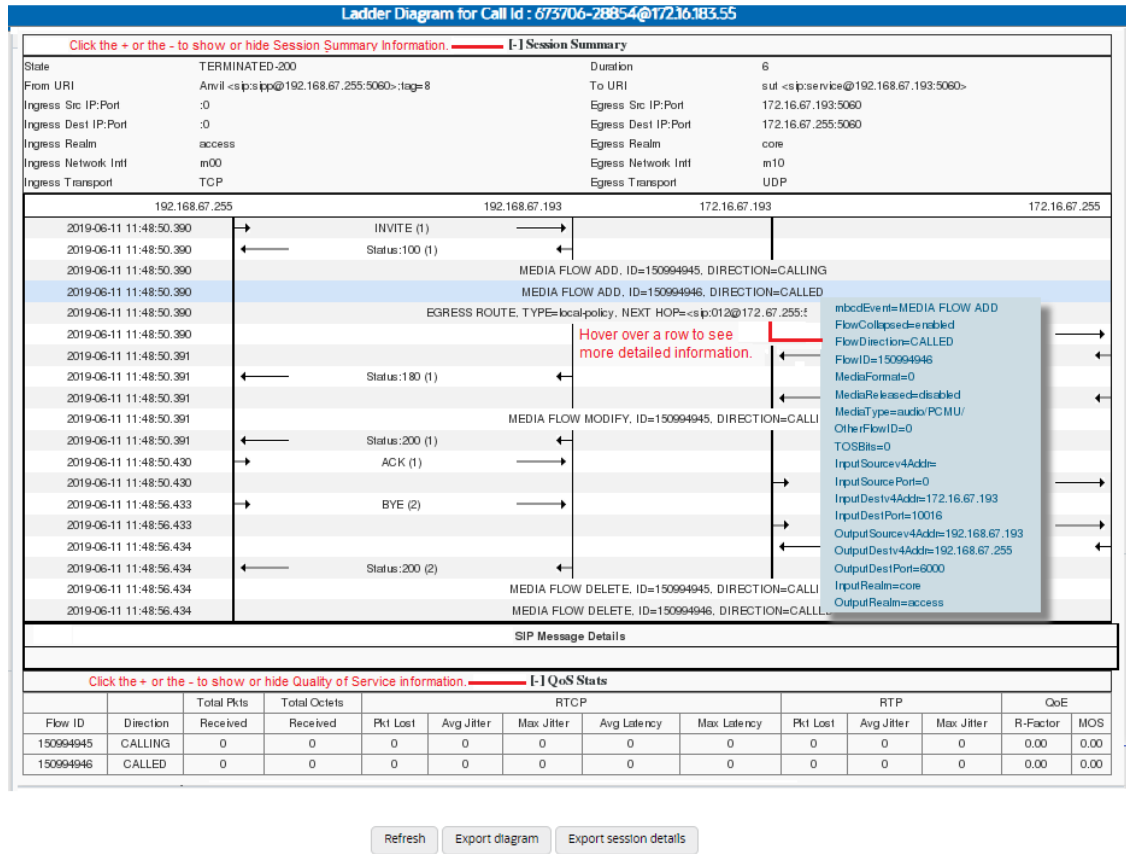 Ladder Diagram for Call Id : 673706-28854@172.16.183.55
Click the + or the - to show or hide Session Summary Information. [-] Session Summary
State TERMINATED-200 Duration 6
From URI Anvil <sip:sipp@192.168.67.255:5060>;tag=8 To URI sut <sip:service@192.168.67.193:5060>
Ingress Src IP:Port :0 Egress Src IP:Port 172.16.67.193:5060
Ingress Dest IP:Port :0 Egress Dest IP:Port 172.16.67.255:5060
Ingress Realm access Egress Realm core
Ingress Network Intf m00 Egress Network Intf m10
Ingress Transport TCP Egress Transport UDP
192.168.67.255 192.168.67.193 172.16.67.193 172.16.67.255
2019-06-11 11:48:50.390 INVITE (1)
2019-06-11 11:48:50.390 Status:100 (1)
2019-06-11 11:48:50.390 MEDIA FLOW ADD, ID=150994945, DIRECTION=CALLING
2019-06-11 11:48:50.390 MEDIA FLOW ADD, ID=150994946, DIRECTION=CALLED
2019-06-11 11:48:50.390 EGRESS ROUTE, TYPE=local-policy, NEXT HOP=<sip:012@172.67.255:5
2019-06-11 11:48:50.390
2019-06-11 11:48:50.391
2019-06-11 11:48:50.391 Status:180 (1)
2019-06-11 11:48:50.391
2019-06-11 11:48:50.391 MEDIA FLOW MODIFY, ID=150994945, DIRECTION=CALLI
2019-06-11 11:48:50.391 Status:200 (1)
2019-06-11 11:48:50.430 ACK (1)
2019-06-11 11:48:50.430
2019-06-11 11:48:56.433 BYE (2)
2019-06-11 11:48:56.433
2019-06-11 11:48:56.434
2019-06-11 11:48:56.434 Status:200 (2)
2019-06-11 11:48:56.434 MEDIA FLOW DELETE, ID=150994945, DIRECTION=CALLI
2019-06-11 11:48:56.434 MEDIA FLOW DELETE, ID=150994946, DIRECTION=CALLE
Hover over a row to see
more detailed information.
mbcdEvent=MEDIA FLOW ADD
FlowCollapsed=enabled
FlowDirection=CALLED
FlowID=150994946
MediaFormat=0
MediaReleased=disabled
MediaType=audio/PCMU/
OtherFlowID=0
TOSBits=0
InputSourcev4Addr=
InputSourcePort=0
InputDestv4Addr=172.16.67.193
InputDestPort=10016
OutputSourcev4Addr=192.168.67.193
OutputDestv4Addr=192.168.67.255
OutputDestPort=6000
InputRealm=core
OutputRealm=access
SIP Message Details
Click the + or the - to show or hide Quality of Service information. [-] QoS Stats
Total Pkts Total Octets RTCP RTP QoE
Flow ID Direction Received Received Pkt Lost Avg Jitter Max Jitter Avg Latency Max Latency Pkt Lost Avg Jitter Max Jitter R-Factor MOS
150994945 CALLING 0 0 0 0 0 0 0 0 0 0 0.00 0.00
150994946 CALLED 0 0 0 0 0 0 0 0 0 0 0.00 0.00
Refresh Export diagram Export session details